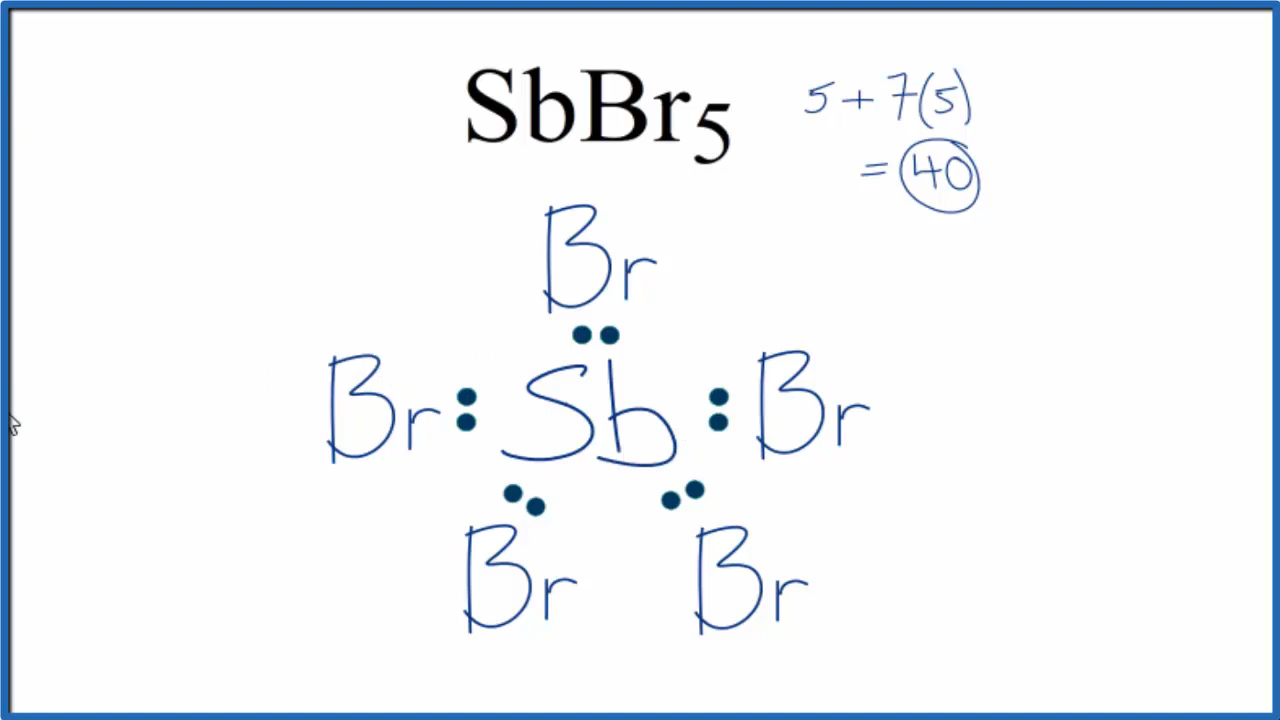 SbBr₅
5 + 7(5)
= 40
Br
Br : Sb : Br
Br Br